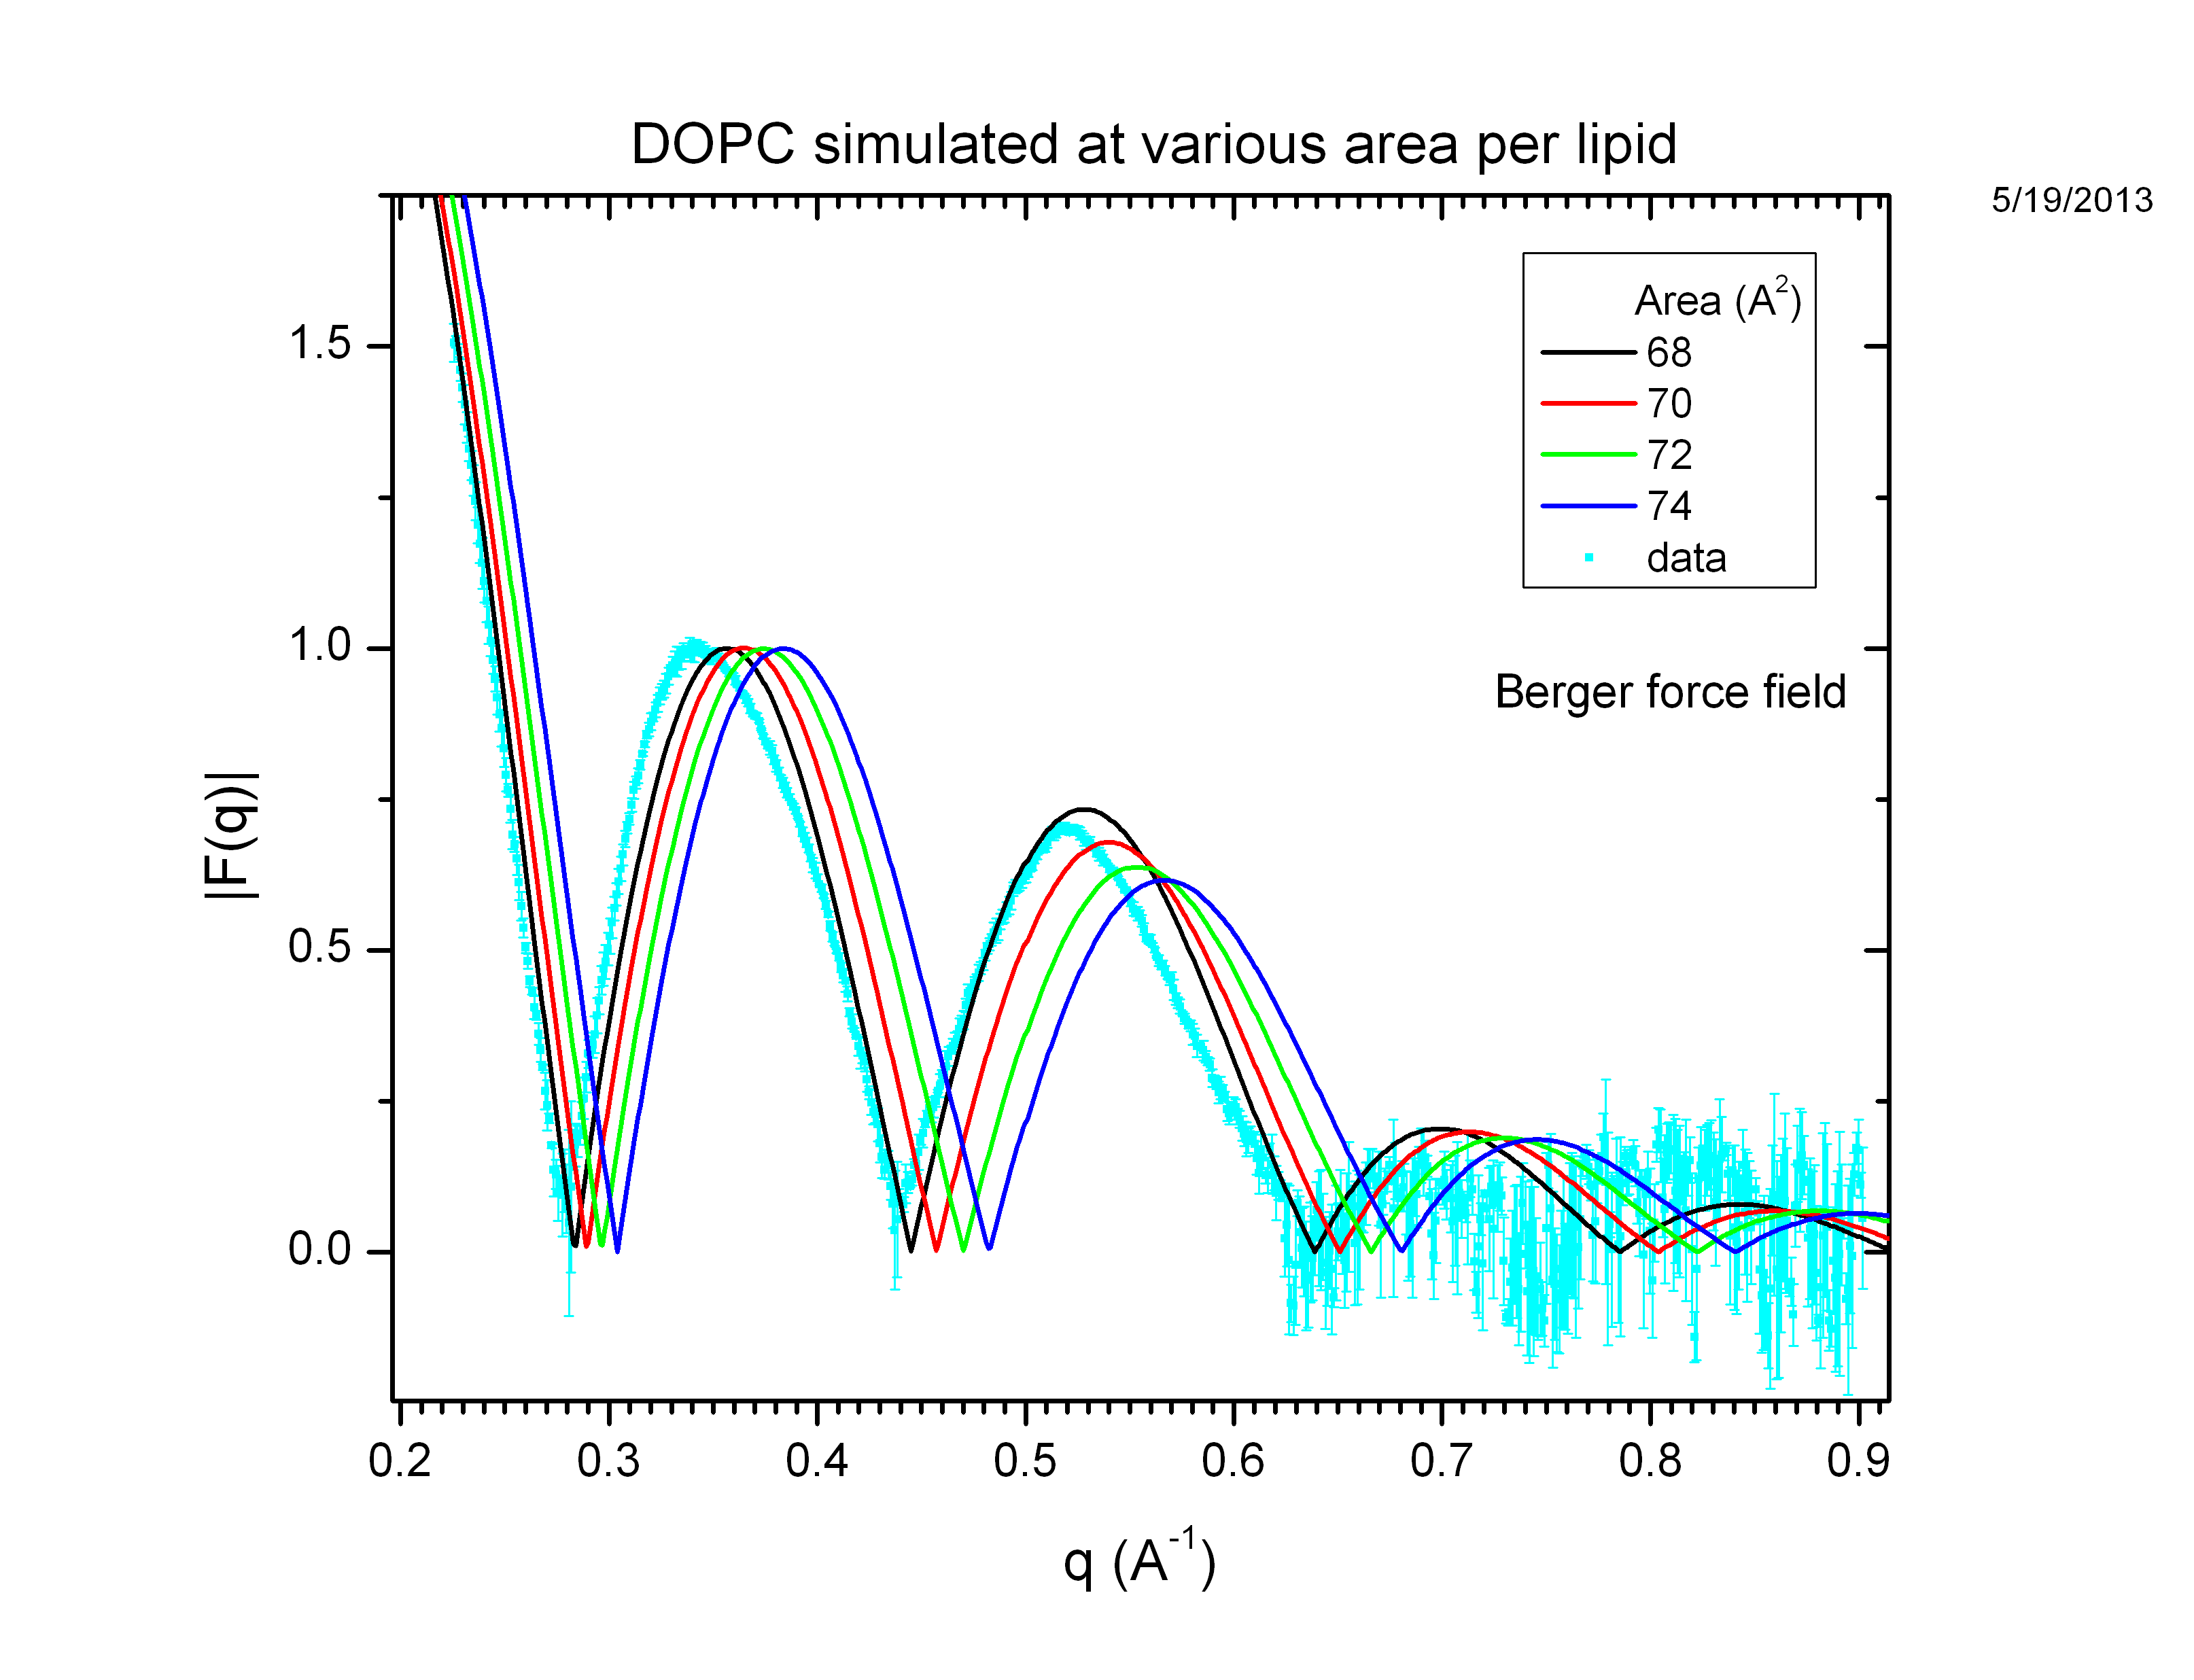 DOPC simulated at various area per lipid
5/19/2013
Area (A²)
68
70
72
74
data
Berger force field
|F(q)|
1.5
1.0
0.5
0.0
0.2 0.3 0.4 0.5 0.6 0.7 0.8 0.9
q (A⁻¹)